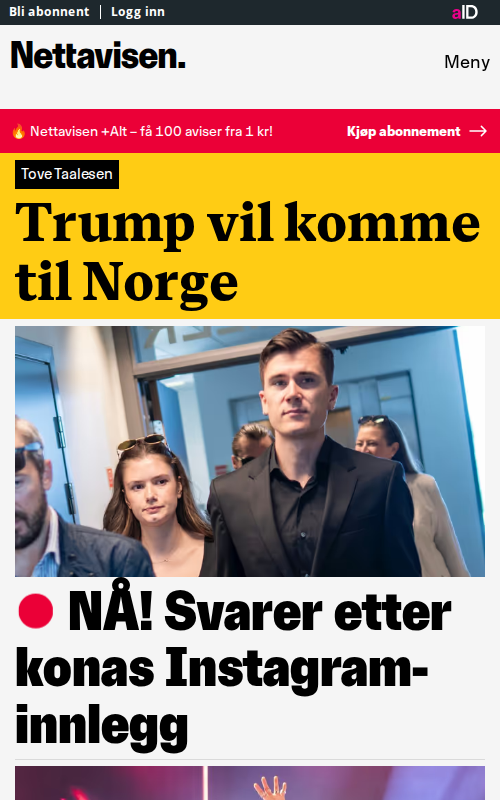 Bli abonnent | Logg inn
aID
Nettavisen.
Meny
🔥 Nettavisen +Alt – få 100 aviser fra 1 kr!
Kjøp abonnement →
Tove Taalesen
Trump vil komme
til Norge
NÅ! Svarer etter
konas Instagram-
innlegg